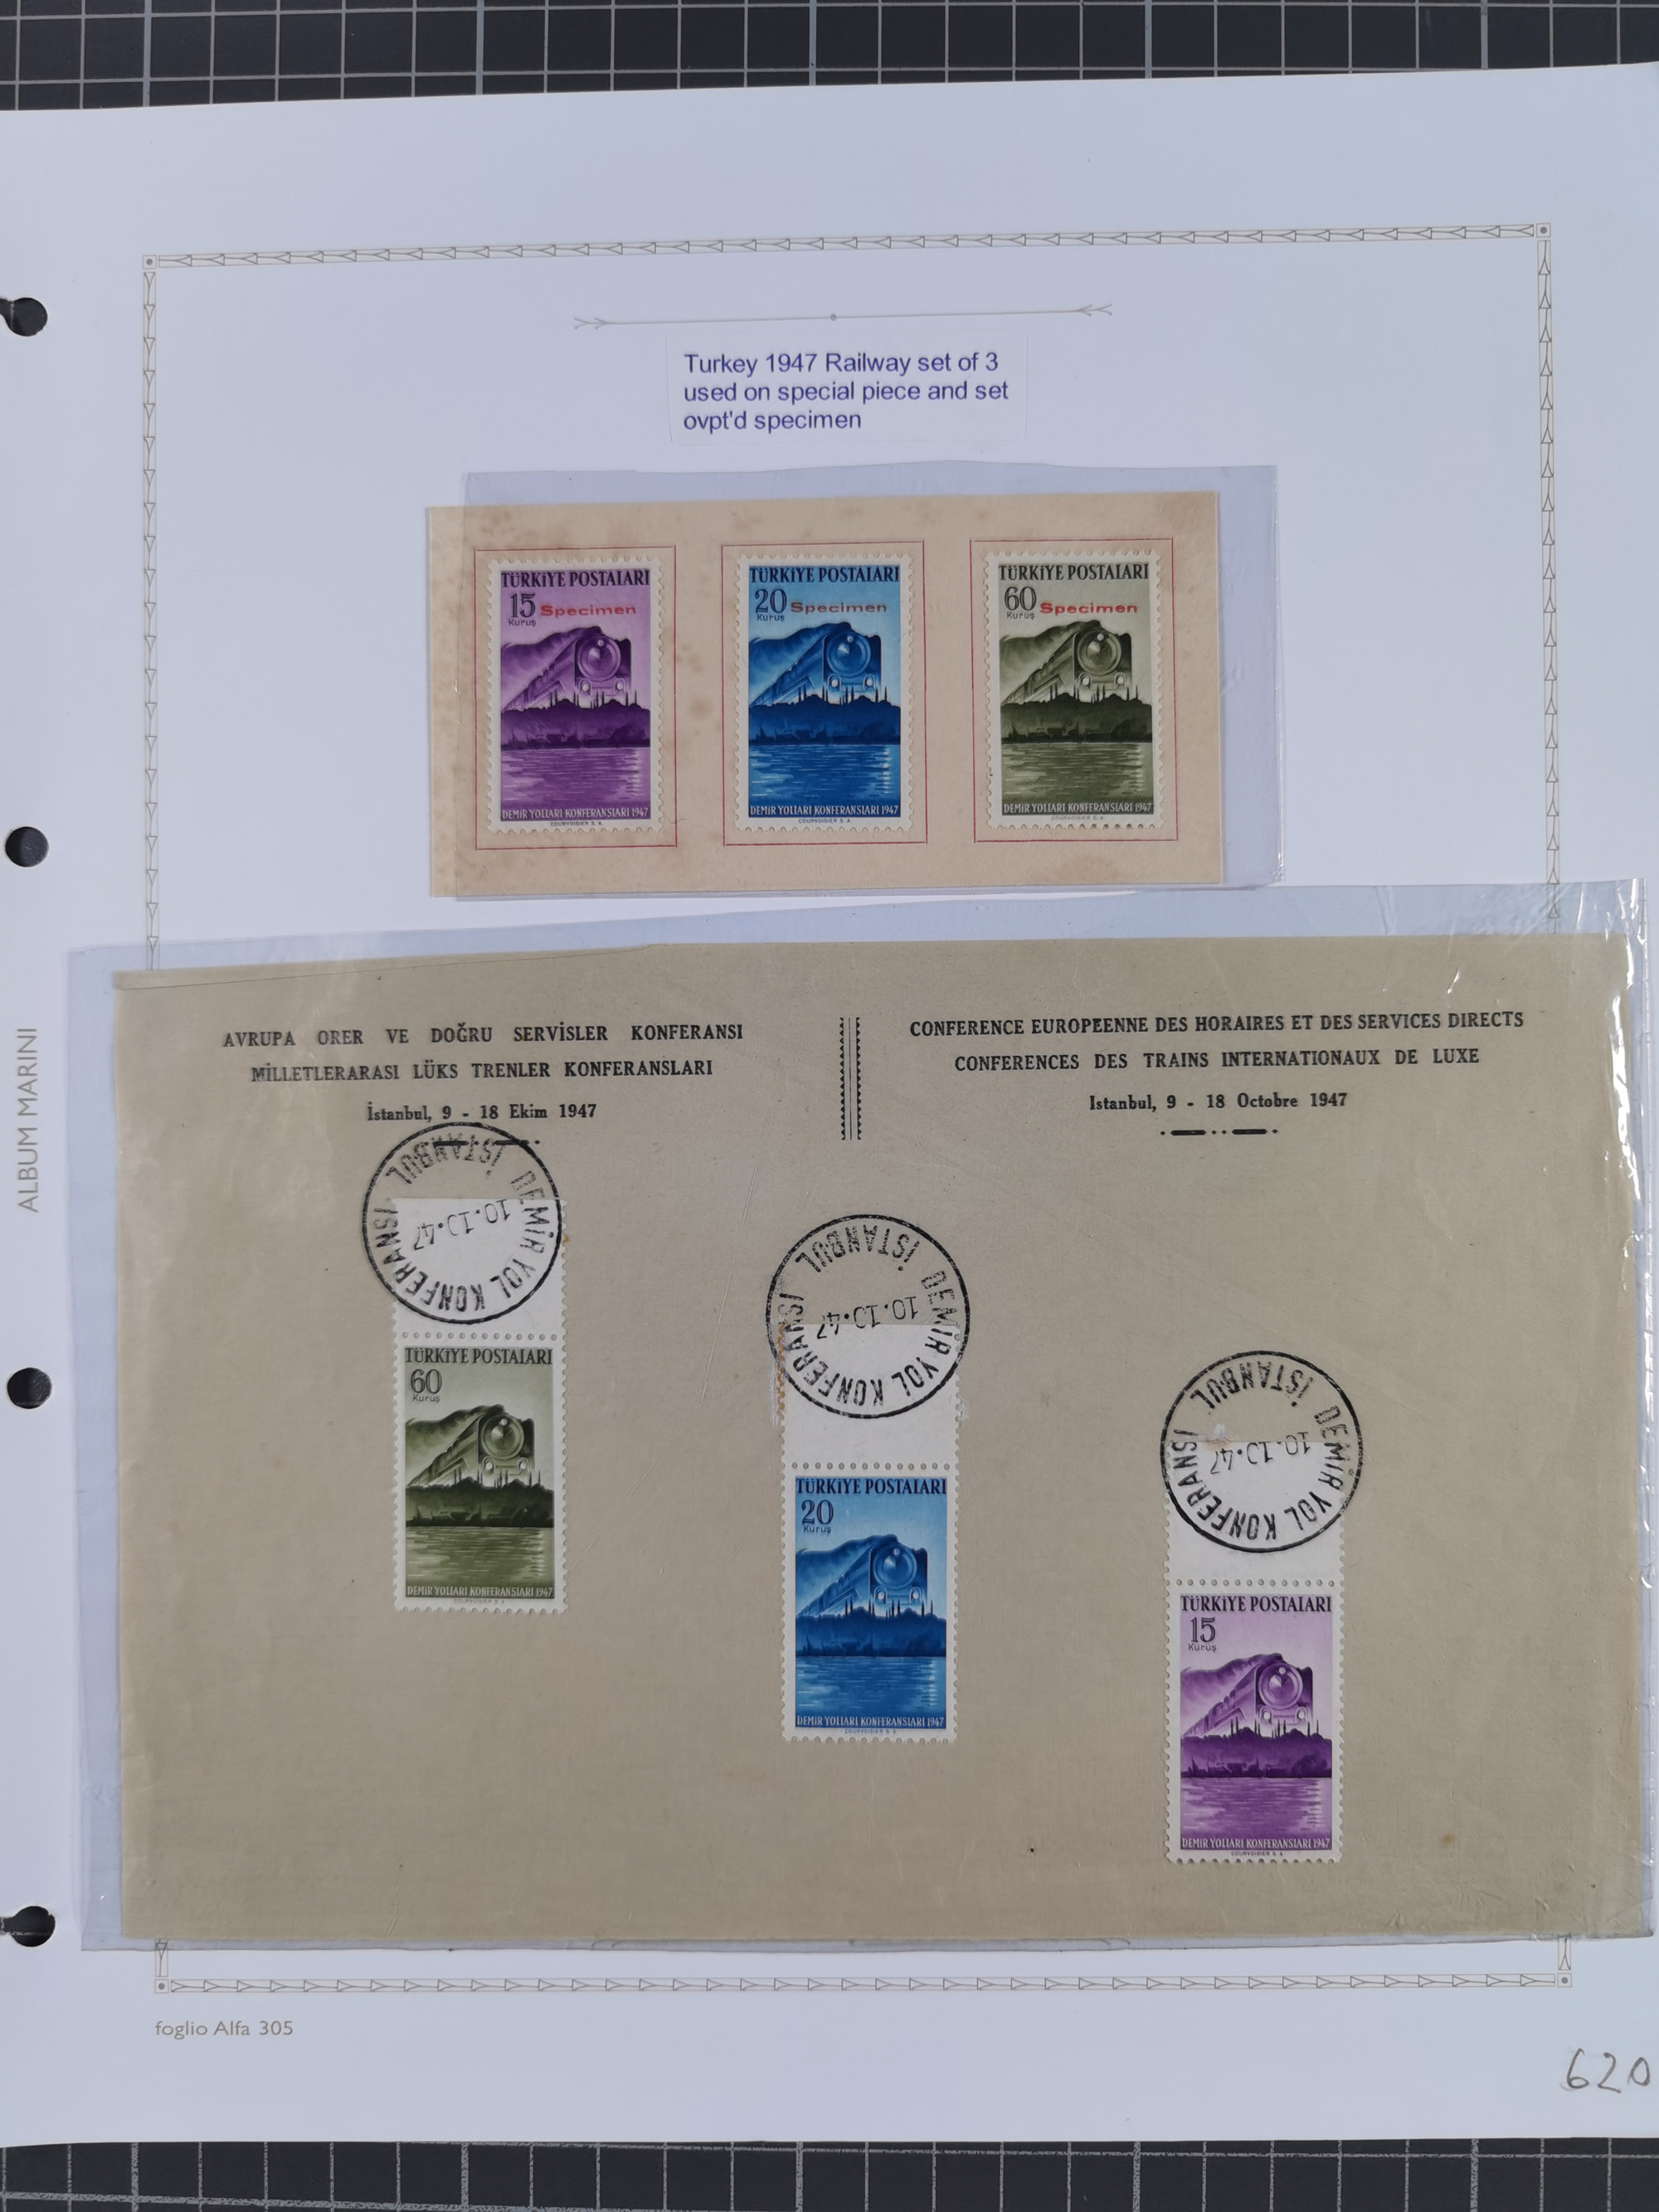 Turkey 1947 Railway set of 3
used on special piece and set
ovpt'd specimen
TÜRKİYE POSTALARI
15 Specimen
Kuruş
DEMİR YOLLARI KONFERANSLARI 1947
COURVOISIER S. A.
TÜRKİYE POSTALARI
20 Specimen
Kuruş
DEMİR YOLLARI KONFERANSLARI 1947
COURVOISIER S. A.
TÜRKİYE POSTALARI
60 Specimen
Kuruş
DEMİR YOLLARI KONFERANSLARI 1947
COURVOISIER S. A.
AVRUPA ORER VE DOĞRU SERVİSLER KONFERANSI
MİLLETLERARASI LÜKS TRENLER KONFERANSLARI
İstanbul, 9 - 18 Ekim 1947
CONFERENCE EUROPEENNE DES HORAIRES ET DES SERVICES DIRECTS
CONFERENCES DES TRAINS INTERNATIONAUX DE LUXE
Istanbul, 9 - 18 Octobre 1947
DEMİR YOL KONFERANSI
10.10.47
İSTANBUL
TÜRKİYE POSTALARI
60
Kuruş
DEMİR YOLLARI KONFERANSLARI 1947
COURVOISIER S. A.
DEMİR YOL KONFERANSI
10.10.47
İSTANBUL
TÜRKİYE POSTALARI
20
Kuruş
DEMİR YOLLARI KONFERANSLARI 1947
COURVOISIER S. A.
DEMİR YOL KONFERANSI
10.10.47
İSTANBUL
TÜRKİYE POSTALARI
15
Kuruş
DEMİR YOLLARI KONFERANSLARI 1947
COURVOISIER S. A.
ALBUM MARINI
foglio Alfa 305
620